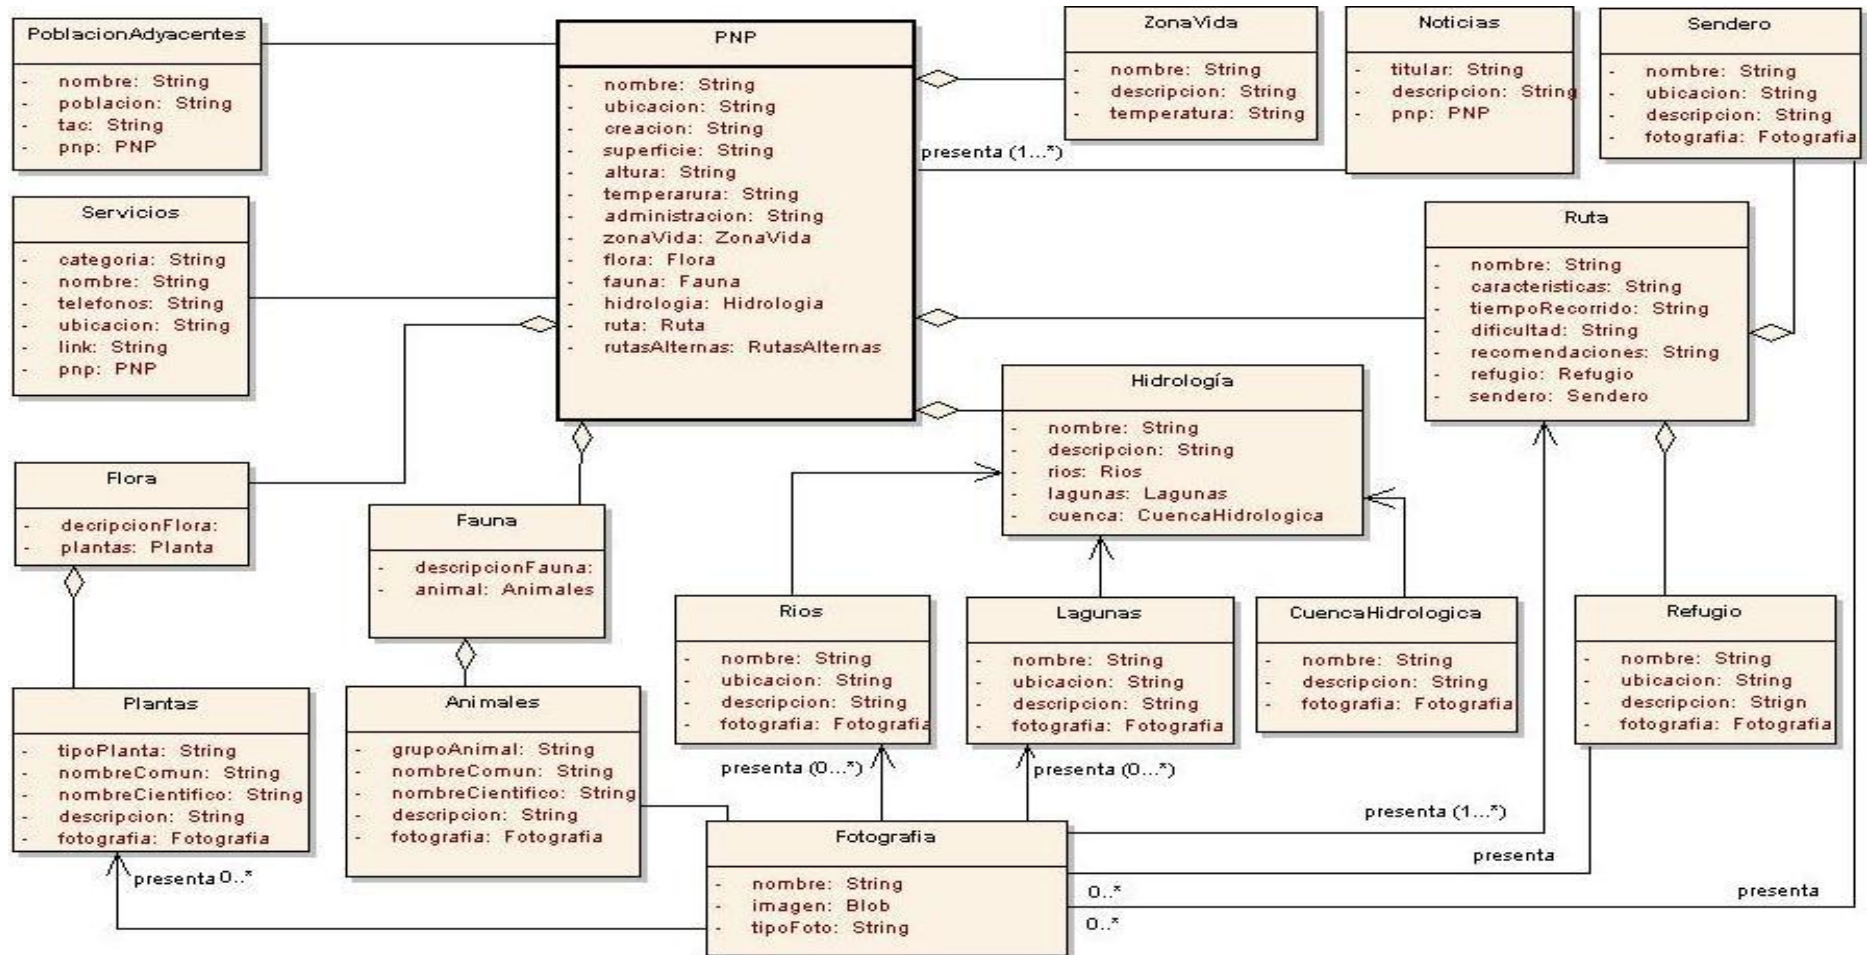 PoblacionAdyacentes
- nombre: String
- poblacion: String
- tac: String
- pnp: PNP
PNP
- nombre: String
- ubicacion: String
- creacion: String
- superficie: String
- altura: String
- temperarura: String
- administracion: String
- zonaVida: ZonaVida
- flora: Flora
- fauna: Fauna
- hidrologia: Hidrologia
- ruta: Ruta
- rutasAlternas: RutasAlternas
ZonaVida
- nombre: String
- descripcion: String
- temperatura: String
Noticias
- titular: String
- descripcion: String
- pnp: PNP
Sendero
- nombre: String
- ubicacion: String
- descripcion: String
- fotografia: Fotografia
presenta (1...*)
Servicios
- categoria: String
- nombre: String
- telefonos: String
- ubicacion: String
- link: String
- pnp: PNP
Ruta
- nombre: String
- caracteristicas: String
- tiempoRecorrido: String
- dificultad: String
- recomendaciones: String
- refugio: Refugio
- sendero: Sendero
Hidrología
- nombre: String
- descripcion: String
- rios: Rios
- lagunas: Lagunas
- cuenca: CuencaHidrologica
Flora
- decripcionFlora:
- plantas: Planta
Fauna
- descripcionFauna:
- animal: Animales
Rios
- nombre: String
- ubicacion: String
- descripcion: String
- fotografia: Fotografia
Lagunas
- nombre: String
- ubicacion: String
- descripcion: String
- fotografia: Fotografia
CuencaHidrologica
- nombre: String
- descripcion: String
- fotografia: Fotografia
Refugio
- nombre: String
- ubicacion: String
- descripcion: Strign
- fotografia: Fotografia
Plantas
- tipoPlanta: String
- nombreComun: String
- nombreCientifico: String
- descripcion: String
- fotografia: Fotografia
Animales
- grupoAnimal: String
- nombreComun: String
- nombreCientifico: String
- descripcion: String
- fotografia: Fotografia
presenta (0...*)
presenta (0...*)
presenta (1...*)
presenta 0..*
Fotografia
- nombre: String
- imagen: Blob
- tipoFoto: String
presenta
0..*
presenta
0..*